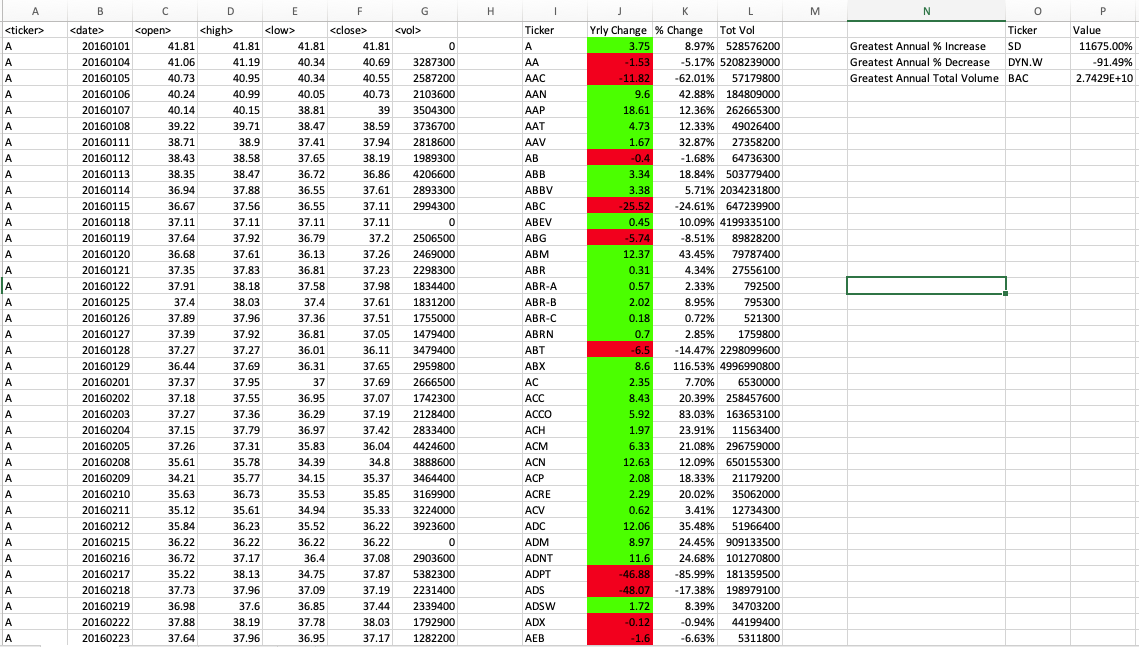 A B C D E F G H I J K L M N O P
<ticker> <date> <open> <high> <low> <close> <vol> Ticker Yrly Change % Change Tot Vol Ticker Value
A 20160101 41.81 41.81 41.81 41.81 0 A 3.75 8.97% 528576200 Greatest Annual % Increase SD 11675.00%
A 20160104 41.06 41.19 40.34 40.69 3287300 AA -1.53 -5.17% 5208239000 Greatest Annual % Decrease DYN.W -91.49%
A 20160105 40.73 40.95 40.34 40.55 2587200 AAC -11.82 -62.01% 57179800 Greatest Annual Total Volume BAC 2.7429E+10
A 20160106 40.24 40.99 40.05 40.73 2103600 AAN 9.6 42.88% 184809000
A 20160107 40.14 40.15 38.81 39 3504300 AAP 18.61 12.36% 262665300
A 20160108 39.22 39.71 38.47 38.59 3736700 AAT 4.73 12.33% 49026400
A 20160111 38.71 38.9 37.41 37.94 2818600 AAV 1.67 32.87% 27358200
A 20160112 38.43 38.58 37.65 38.19 1989300 AB -0.4 -1.68% 64736300
A 20160113 38.35 38.47 36.72 36.86 4206600 ABB 3.34 18.84% 503779400
A 20160114 36.94 37.88 36.55 37.61 2893300 ABBV 3.38 5.71% 2034231800
A 20160115 36.67 37.56 36.55 37.11 2994300 ABC -25.52 -24.61% 647239900
A 20160118 37.11 37.11 37.11 37.11 0 ABEV 0.45 10.09% 4199335100
A 20160119 37.64 37.92 36.79 37.2 2506500 ABG -5.74 -8.51% 89828200
A 20160120 36.68 37.61 36.13 37.26 2469000 ABM 12.37 43.45% 79787400
A 20160121 37.35 37.83 36.81 37.23 2298300 ABR 0.31 4.34% 27556100
A 20160122 37.91 38.18 37.58 37.98 1834400 ABR-A 0.57 2.33% 792500
A 20160125 37.4 38.03 37.4 37.61 1831200 ABR-B 2.02 8.95% 795300
A 20160126 37.89 37.96 37.36 37.51 1755000 ABR-C 0.18 0.72% 521300
A 20160127 37.39 37.92 36.81 37.05 1479400 ABRN 0.7 2.85% 1759800
A 20160128 37.27 37.27 36.01 36.11 3479400 ABT -6.5 -14.47% 2298099600
A 20160129 36.44 37.69 36.31 37.65 2959800 ABX 8.6 116.53% 4996990800
A 20160201 37.37 37.95 37 37.69 2666500 AC 2.35 7.70% 6530000
A 20160202 37.18 37.55 36.95 37.07 1742300 ACC 8.43 20.39% 258457600
A 20160203 37.27 37.36 36.29 37.19 2128400 ACCO 5.92 83.03% 163653100
A 20160204 37.15 37.79 36.97 37.42 2833400 ACH 1.97 23.91% 11563400
A 20160205 37.26 37.31 35.83 36.04 4424600 ACM 6.33 21.08% 296759000
A 20160208 35.61 35.78 34.39 34.8 3888600 ACN 12.63 12.09% 650155300
A 20160209 34.21 35.77 34.15 35.37 3464400 ACP 2.08 18.33% 21179200
A 20160210 35.63 36.73 35.53 35.85 3169900 ACRE 2.29 20.02% 35062000
A 20160211 35.12 35.61 34.94 35.33 3224000 ACV 0.62 3.41% 12734300
A 20160212 35.84 36.23 35.52 36.22 3923600 ADC 12.06 35.48% 51966400
A 20160215 36.22 36.22 36.22 36.22 0 ADM 8.97 24.45% 909133500
A 20160216 36.72 37.17 36.4 37.08 2903600 ADNT 11.6 24.68% 101270800
A 20160217 35.22 38.13 34.75 37.87 5382300 ADPT -46.88 -85.99% 181359500
A 20160218 37.73 37.96 37.09 37.19 2231400 ADS -48.07 -17.38% 198979100
A 20160219 36.98 37.6 36.85 37.44 2339400 ADSW 1.72 8.39% 34703200
A 20160222 37.88 38.19 37.78 38.03 1792900 ADX -0.12 -0.94% 44199400
A 20160223 37.64 37.96 36.95 37.17 1282200 AEB -1.6 -6.63% 5311800